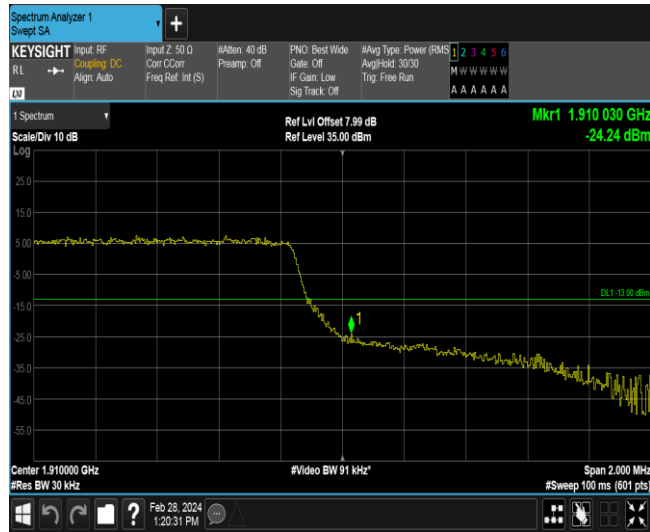 Spectrum Analyzer 1
Swept SA
+
KEYSIGHT
RL
LXI
Input: RF
Coupling: DC
Align: Auto
Input Z: 50 Ω
Corr CCorr
Freq Ref: Int (S)
#Atten: 40 dB
Preamp: Off
PNO: Best Wide
Gate: Off
IF Gain: Low
Sig Track: Off
#Avg Type: Power (RMS
Avg|Hold: 30/30
Trig: Free Run
1 2 3 4 5 6
M W W W W W
A A A A A A
1 Spectrum
Scale/Div 10 dB
Log
Ref Lvl Offset 7.99 dB
Ref Level 35.00 dBm
Mkr1 1.910 030 GHz
-24.24 dBm
25.0
15.0
5.00
-5.00
DL1 -13.00 dBm
-15.0
1
-25.0
-35.0
-45.0
-55.0
Center 1.910000 GHz
#Res BW 30 kHz
#Video BW 91 kHz*
Span 2.000 MHz
#Sweep 100 ms (601 pts)
?
Feb 28, 2024
1:20:31 PM